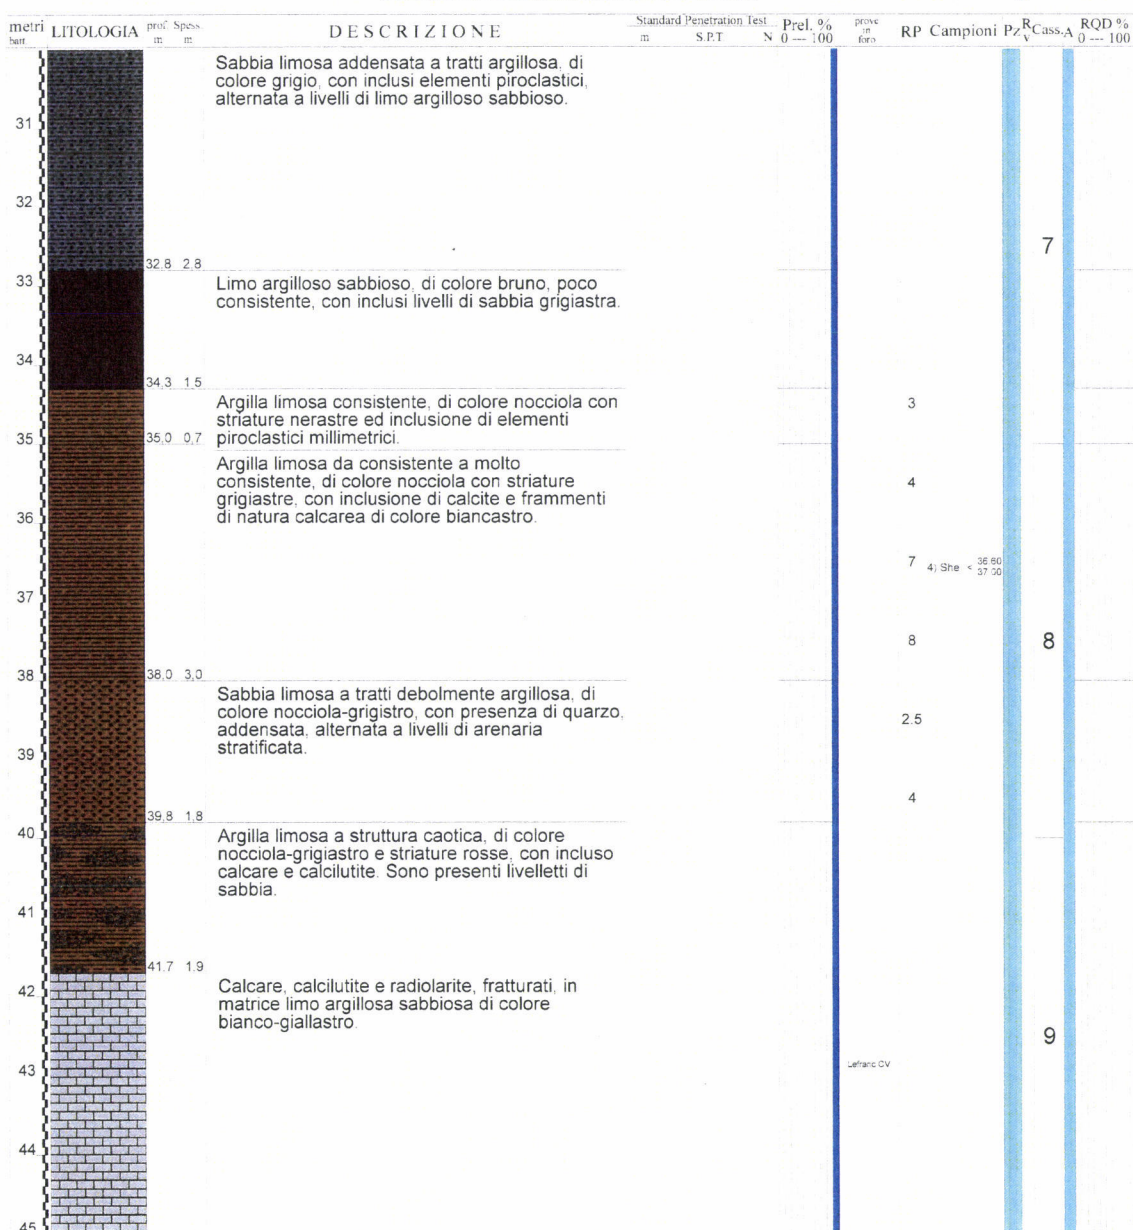 metri LITOLOGIA prof. Spess. DESCRIZIONE Standard Penetration Test Prel. % prove in foro RP Campioni Pz Rv Cass. A RQD %
batt. m m m S.P.T N 0 --- 100 0 --- 100
Sabbia limosa addensata a tratti argillosa, di
colore grigio, con inclusi elementi piroclastici,
alternata a livelli di limo argilloso sabbioso.
31
32
7
32.8 2.8
33
Limo argilloso sabbioso, di colore bruno, poco
consistente, con inclusi livelli di sabbia grigiastra.
34
34.3 1.5
Argilla limosa consistente, di colore nocciola con
striature nerastre ed inclusione di elementi
piroclastici millimetrici.
3
35
35.0 0.7
Argilla limosa da consistente a molto
consistente, di colore nocciola con striature
grigiastre, con inclusione di calcite e frammenti
di natura calcarea di colore biancastro.
4
36
7 4) She < 36.60
37.00
37
8
8
38
38.0 3.0
Sabbia limosa a tratti debolmente argillosa, di
colore nocciola-grigistro, con presenza di quarzo,
addensata, alternata a livelli di arenaria
stratificata.
2.5
39
4
39.8 1.8
40
Argilla limosa a struttura caotica, di colore
nocciola-grigiastro e striature rosse, con incluso
calcare e calcilutite. Sono presenti livelletti di
sabbia.
41
41.7 1.9
42
Calcare, calcilutite e radiolarite, fratturati, in
matrice limo argillosa sabbiosa di colore
bianco-giallastro.
9
43
Lefranc CV
44
45